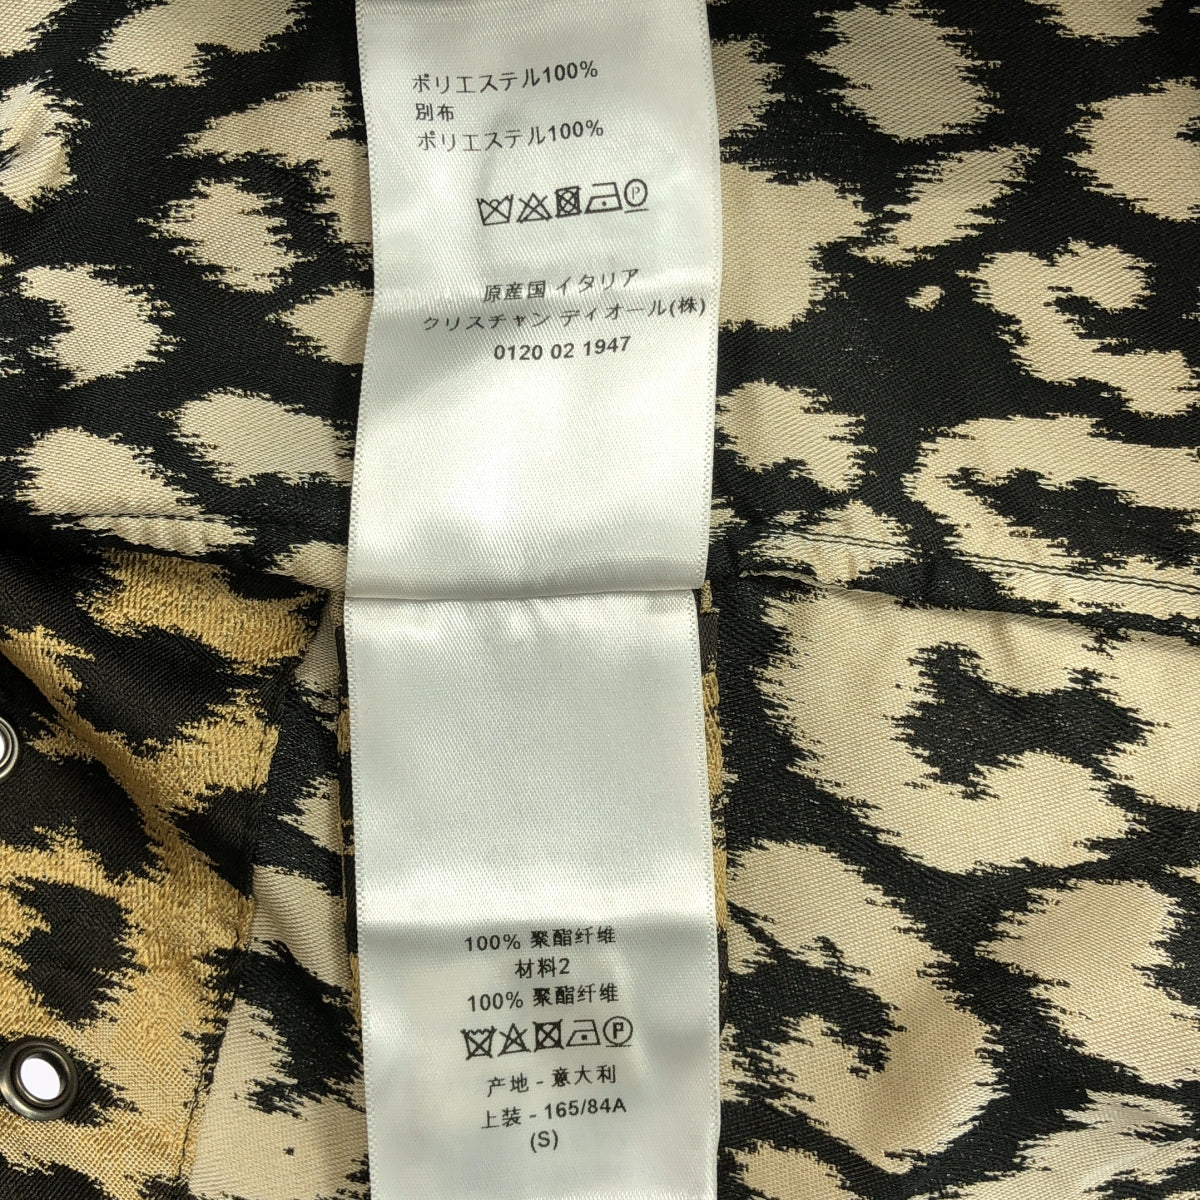 ポリエステル100%
別布
ポリエステル100%
P
原産国 イタリア
クリスチャン ディオール(株)
0120 02 1947
100% 聚酯纤维
材料2
100% 聚酯纤维
P
产地 - 意大利
上装 - 165/84A
(S)